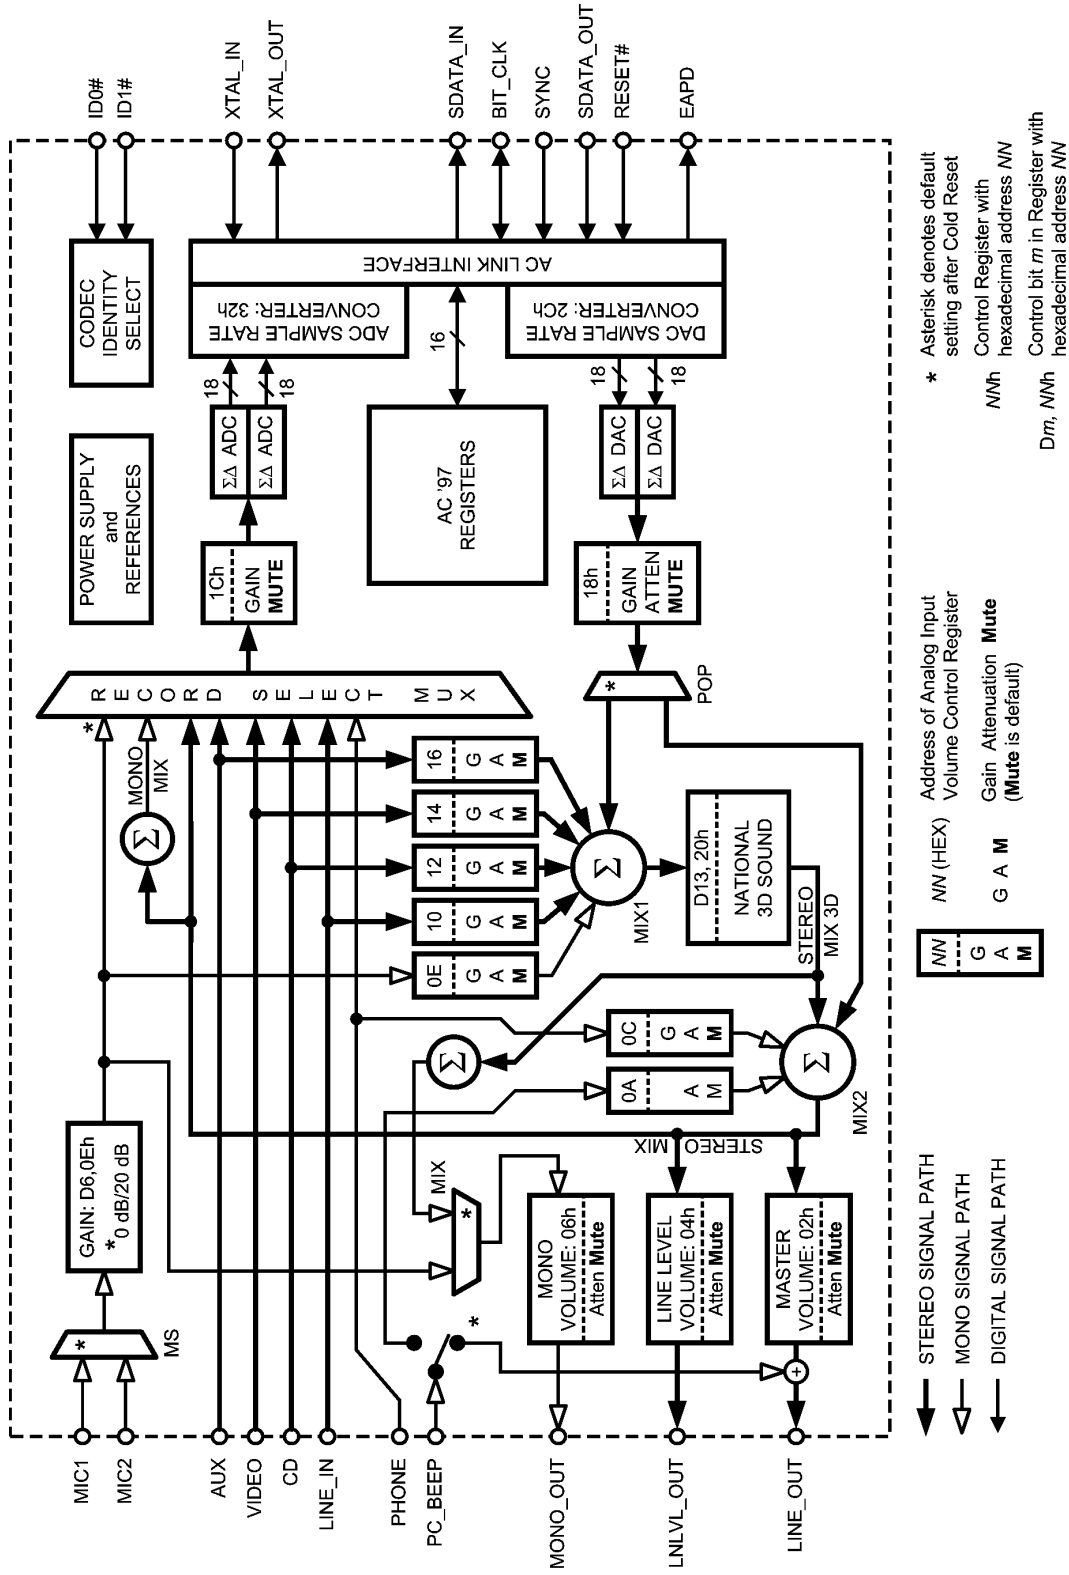 MIC1
MIC2
AUX
VIDEO
CD
LINE_IN
PHONE
PC_BEEP
MONO_OUT
LNLVL_OUT
LINE_OUT
*
MS
GAIN: D6,0Eh
* 0 dB/20 dB
*
*
MIX
MONO
VOLUME: 06h
Atten Mute
LINE LEVEL
VOLUME: 04h
Atten Mute
MASTER
VOLUME: 02h
Atten Mute
+
STEREO
MIX
Σ
0A
A
M
0C
G
A
M
Σ
MIX2
0E
G
A
M
10
G
A
M
12
G
A
M
14
G
A
M
16
G
A
M
Σ
MIX1
D13, 20h
NATIONAL
3D SOUND
STEREO
MIX 3D
Σ
MONO
MIX
*
RECORD SELECT MUX
*
POP
1Ch
GAIN
MUTE
18h
GAIN
ATTEN
MUTE
POWER SUPPLY
and
REFERENCES
ΣΔ ADC
ΣΔ ADC
18
18
AC '97
REGISTERS
16
ΣΔ DAC
ΣΔ DAC
18
18
CODEC
IDENTITY
SELECT
ADC SAMPLE RATE
CONVERTER: 32h
DAC SAMPLE RATE
CONVERTER: 2Ch
AC LINK INTERFACE
ID0#
ID1#
XTAL_IN
XTAL_OUT
SDATA_IN
BIT_CLK
SYNC
SDATA_OUT
RESET#
EAPD
STEREO SIGNAL PATH
MONO SIGNAL PATH
DIGITAL SIGNAL PATH
NN
G
A
M
NN (HEX) Address of Analog Input
Volume Control Register
G A M Gain Attenuation Mute
(Mute is default)
* Asterisk denotes default
setting after Cold Reset
NNh Control Register with
hexadecimal address NN
Dm, NNh Control bit m in Register with
hexadecimal address NN